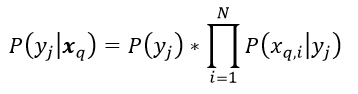 P(y_j|x_q) = P(y_j) * ∏_{i=1}^{N} P(x_{q,i}|y_j)